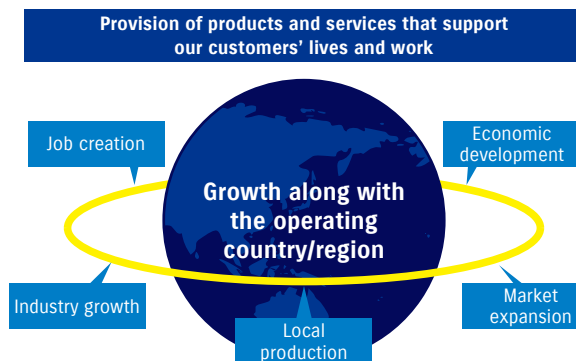 Provision of products and services that support
our customers' lives and work
Job creation
Economic
development
Growth along with
the operating
country/region
Industry growth
Local
production
Market
expansion